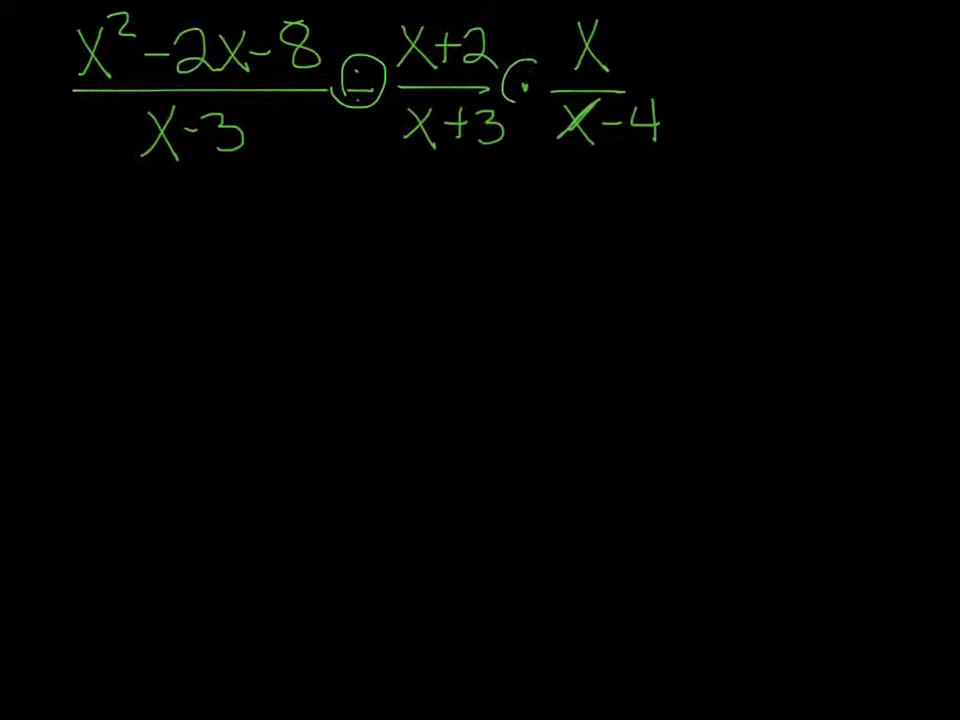 x² - 2x - 8 ÷ x + 2 · x
x - 3 x + 3 x - 4